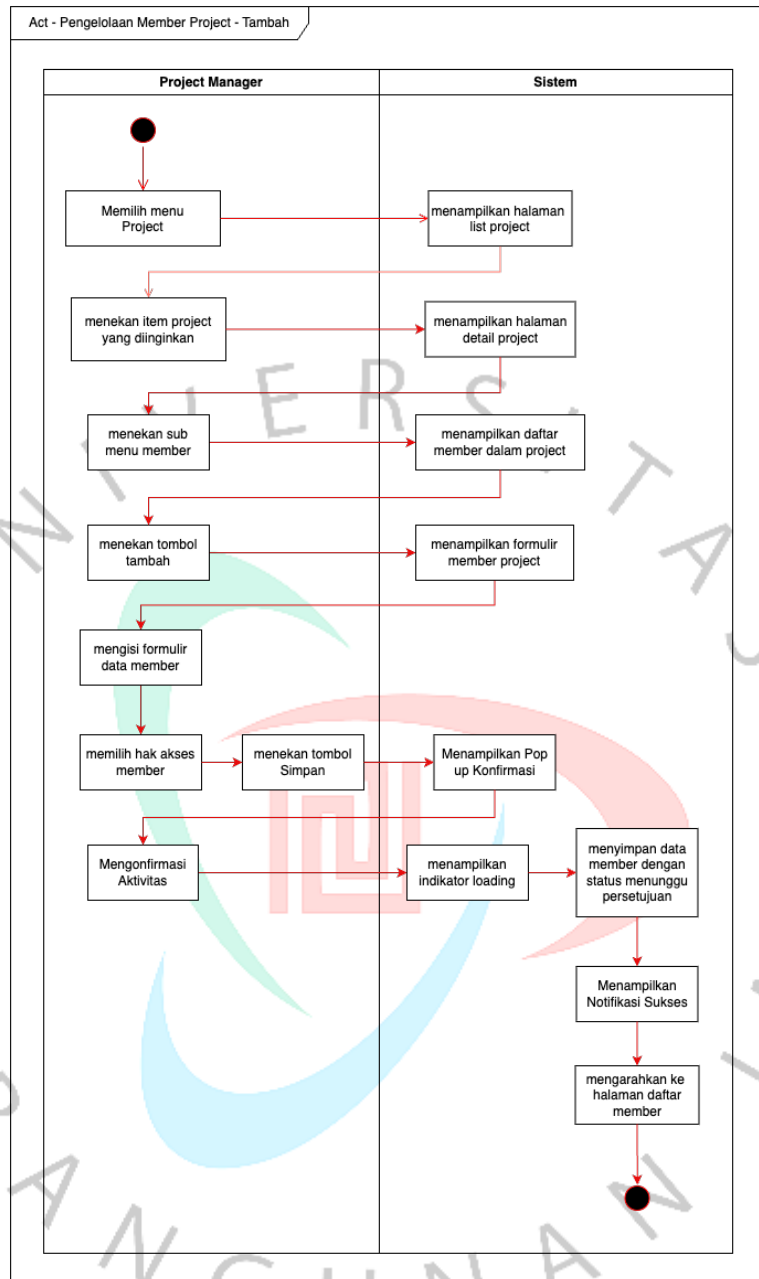 Act - Pengelolaan Member Project - Tambah
Project Manager
Sistem
Memilih menu
Project
menampilkan halaman
list project
menekan item project
yang diinginkan
menampilkan halaman
detail project
menekan sub
menu member
menampilkan daftar
member dalam project
menekan tombol
tambah
menampilkan formulir
member project
mengisi formulir
data member
memilih hak akses
member
menekan tombol
Simpan
Menampilkan Pop
up Konfirmasi
Mengonfirmasi
Aktivitas
menampilkan
indikator loading
menyimpan data
member dengan
status menunggu
persetujuan
Menampilkan
Notifikasi Sukses
mengarahkan ke
halaman daftar
member